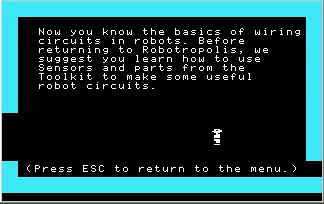 Now you know the basics of wiring
circuits in robots. Before
returning to Robotropolis, we
suggest you learn how to use
Sensors and parts from the
Toolkit to make some useful
robot circuits.
(Press ESC to return to the menu.)